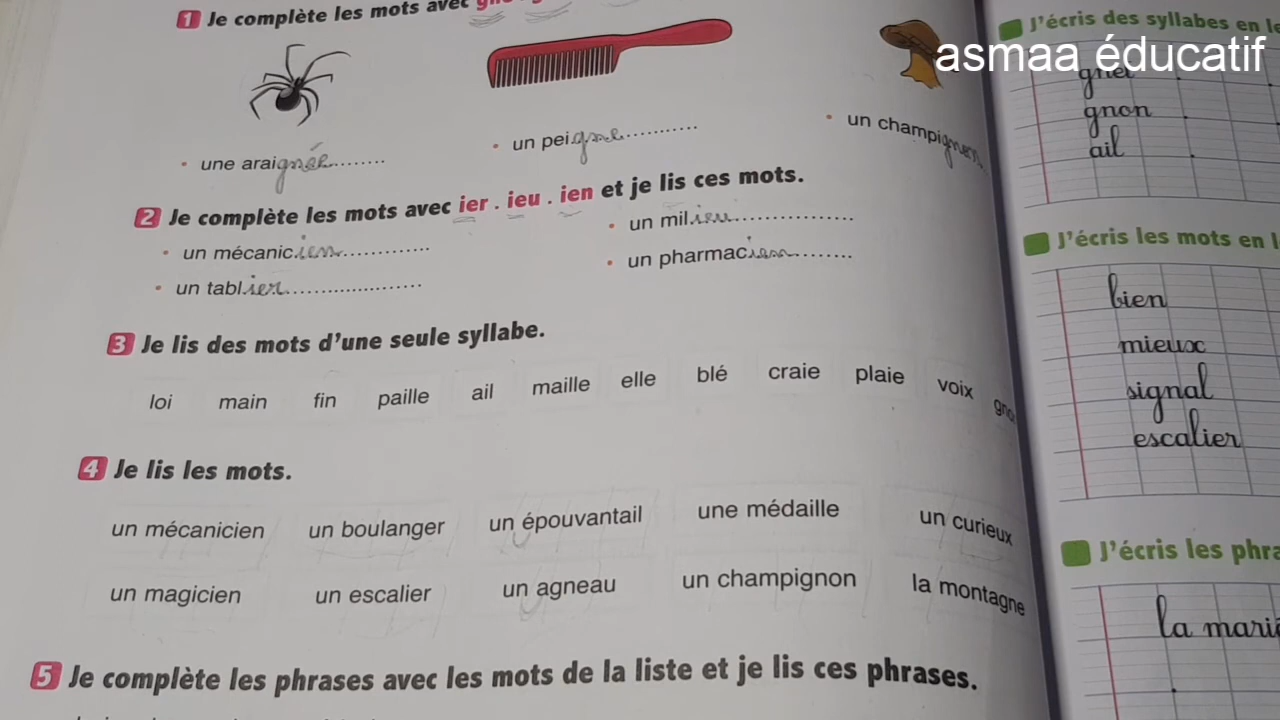 1 Je complète les mots avec
asmaa éducatif
une araignée..........
un peigne............
un champignon
2 Je complète les mots avec ier . ieu . ien et je lis ces mots.
un mécanicien...............
un milieu...................
un tablier......................
un pharmacien.........
3 Je lis des mots d'une seule syllabe.
loi main fin paille ail maille elle blé craie plaie voix
4 Je lis les mots.
un mécanicien un boulanger un épouvantail une médaille un curieux
un magicien un escalier un agneau un champignon la montagne
5 Je complète les phrases avec les mots de la liste et je lis ces phrases.
J'écris des syllabes en
gnon
ail
J'écris les mots en
bien
mieux
signal
escalier
J'écris les
la